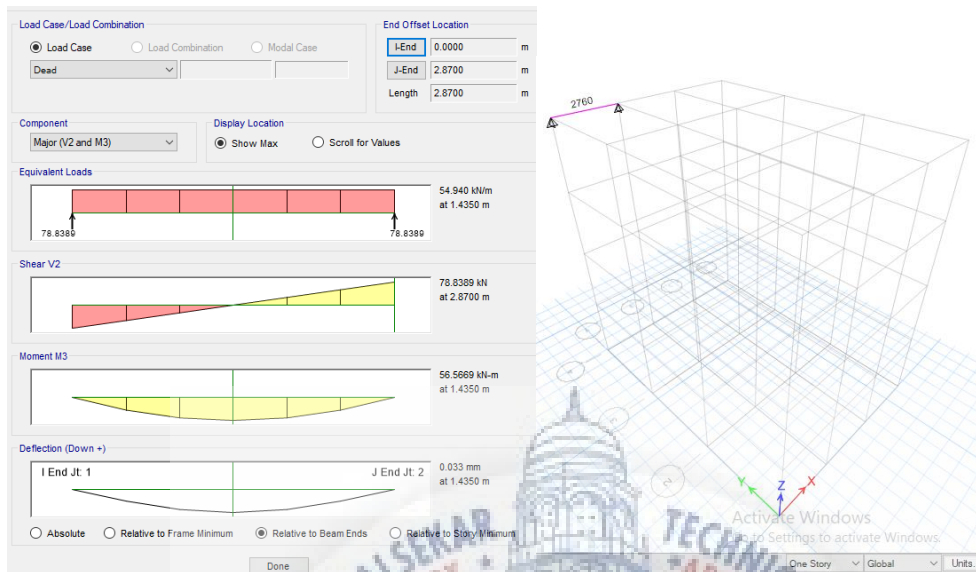 Load Case/Load Combination
Load Case
Load Combination
Modal Case
Dead
End Offset Location
I-End 0.0000 m
J-End 2.8700 m
Length 2.8700 m
Component
Major (V2 and M3)
Display Location
Show Max
Scroll for Values
Equivalent Loads
78.8389
78.8389
54.940 kN/m
at 1.4350 m
Shear V2
78.8389 kN
at 2.8700 m
Moment M3
56.5669 kN-m
at 1.4350 m
Deflection (Down +)
I End Jt: 1
J End Jt: 2
0.033 mm
at 1.4350 m
Absolute
Relative to Frame Minimum
Relative to Beam Ends
Relative to Story Minimum
Done
2760
Y
Z
X
Activate Windows
Go to Settings to activate Windows.
One Story
Global
Units: